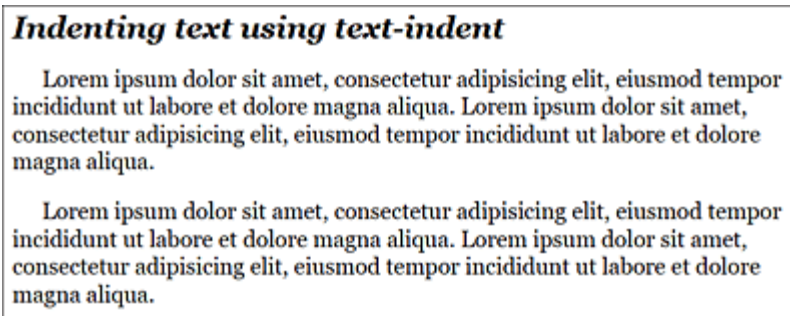 Indenting text using text-indent
Lorem ipsum dolor sit amet, consectetur adipisicing elit, eiusmod tempor
incididunt ut labore et dolore magna aliqua. Lorem ipsum dolor sit amet,
consectetur adipisicing elit, eiusmod tempor incididunt ut labore et dolore
magna aliqua.
Lorem ipsum dolor sit amet, consectetur adipisicing elit, eiusmod tempor
incididunt ut labore et dolore magna aliqua. Lorem ipsum dolor sit amet,
consectetur adipisicing elit, eiusmod tempor incididunt ut labore et dolore
magna aliqua.